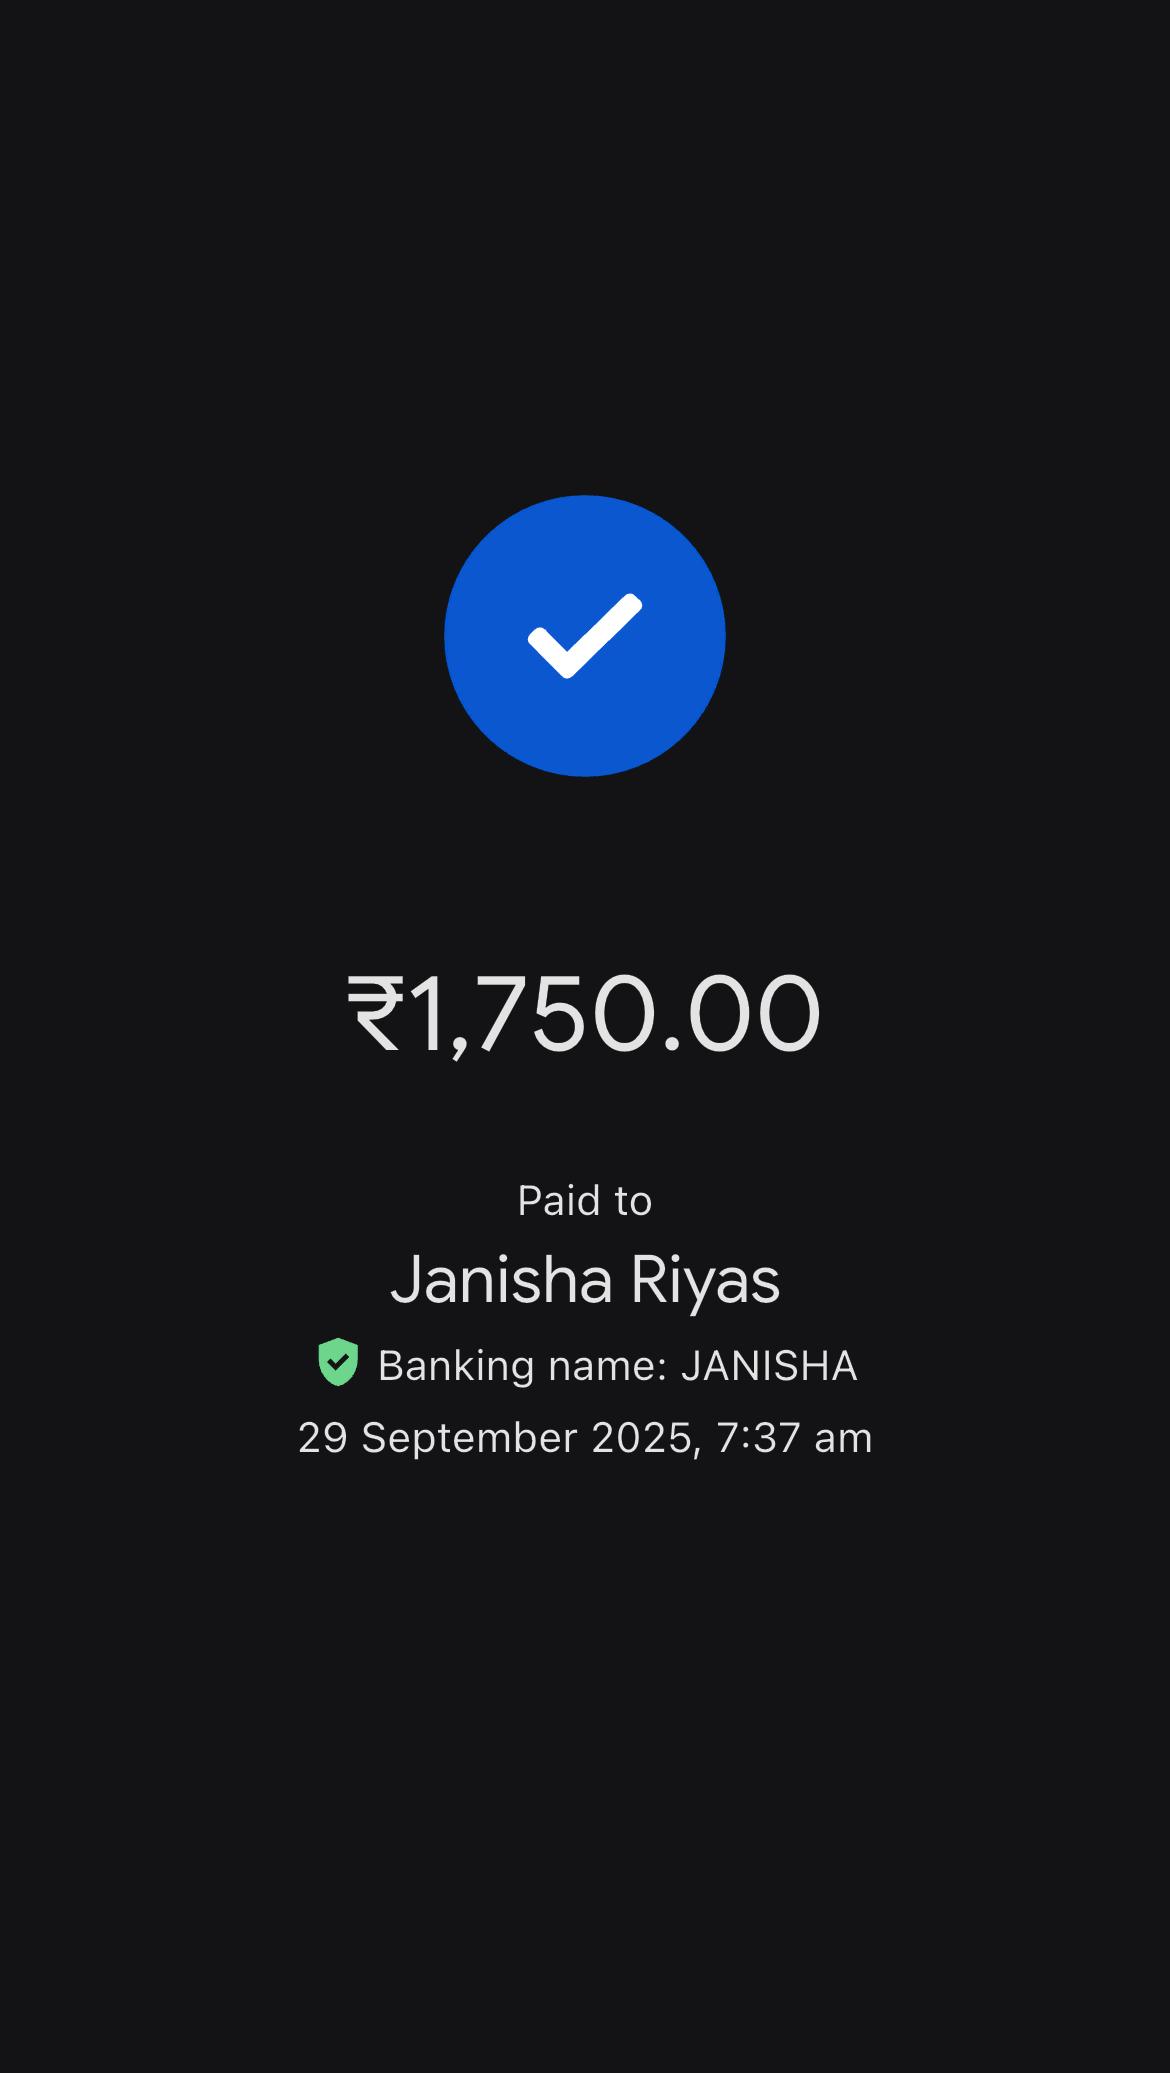 ₹1,750.00
Paid to
Janisha Riyas
Banking name: JANISHA
29 September 2025, 7:37 am